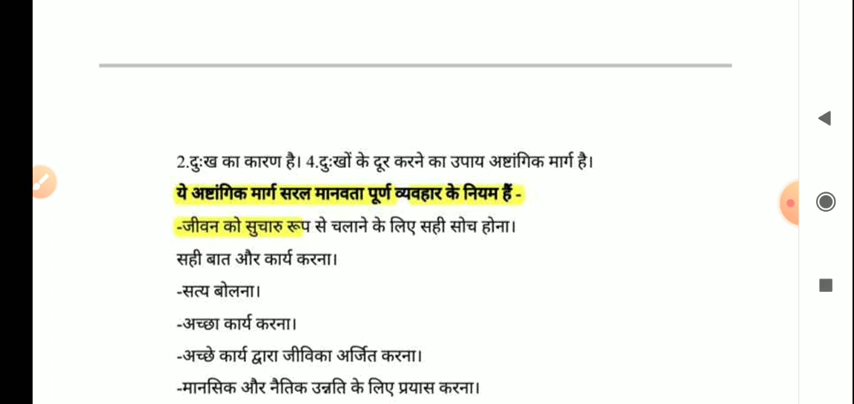 2.दुःख का कारण है। 4.दुःखों के दूर करने का उपाय अष्टांगिक मार्ग है।
ये अष्टांगिक मार्ग सरल मानवता पूर्ण व्यवहार के नियम हैं -
-जीवन को सुचारु रूप से चलाने के लिए सही सोच होना।
सही बात और कार्य करना।
-सत्य बोलना।
-अच्छा कार्य करना।
-अच्छे कार्य द्वारा जीविका अर्जित करना।
-मानसिक और नैतिक उन्नति के लिए प्रयास करना।